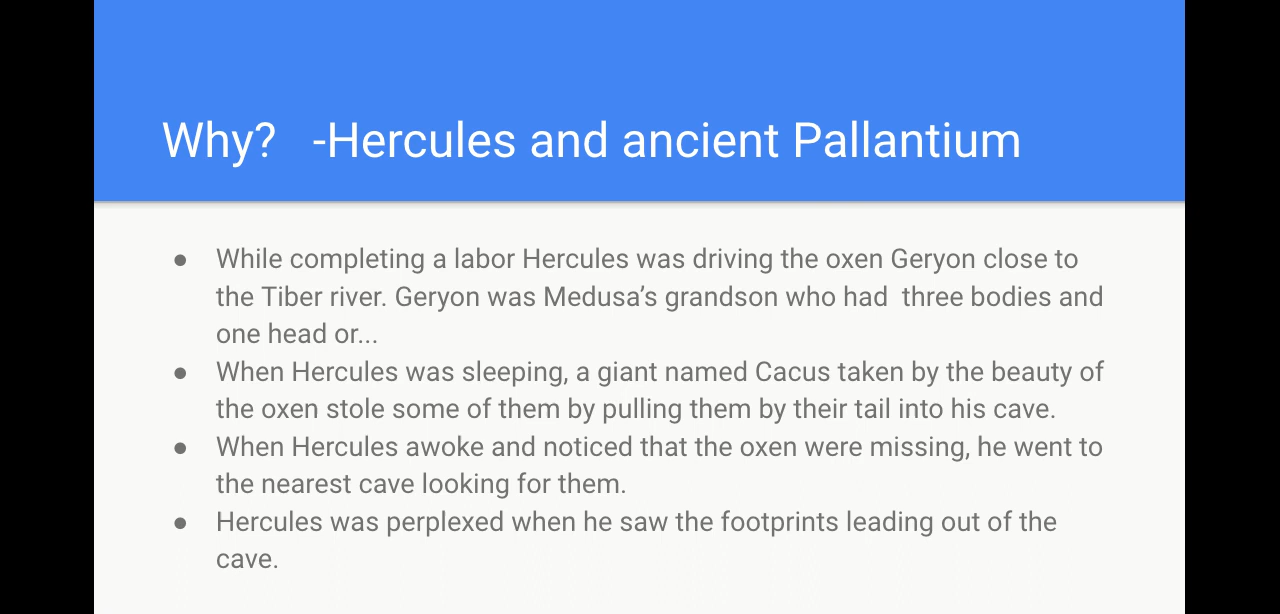 Why? -Hercules and ancient Pallantium
● While completing a labor Hercules was driving the oxen Geryon close to
the Tiber river. Geryon was Medusa's grandson who had three bodies and
one head or...
● When Hercules was sleeping, a giant named Cacus taken by the beauty of
the oxen stole some of them by pulling them by their tail into his cave.
● When Hercules awoke and noticed that the oxen were missing, he went to
the nearest cave looking for them.
● Hercules was perplexed when he saw the footprints leading out of the
cave.